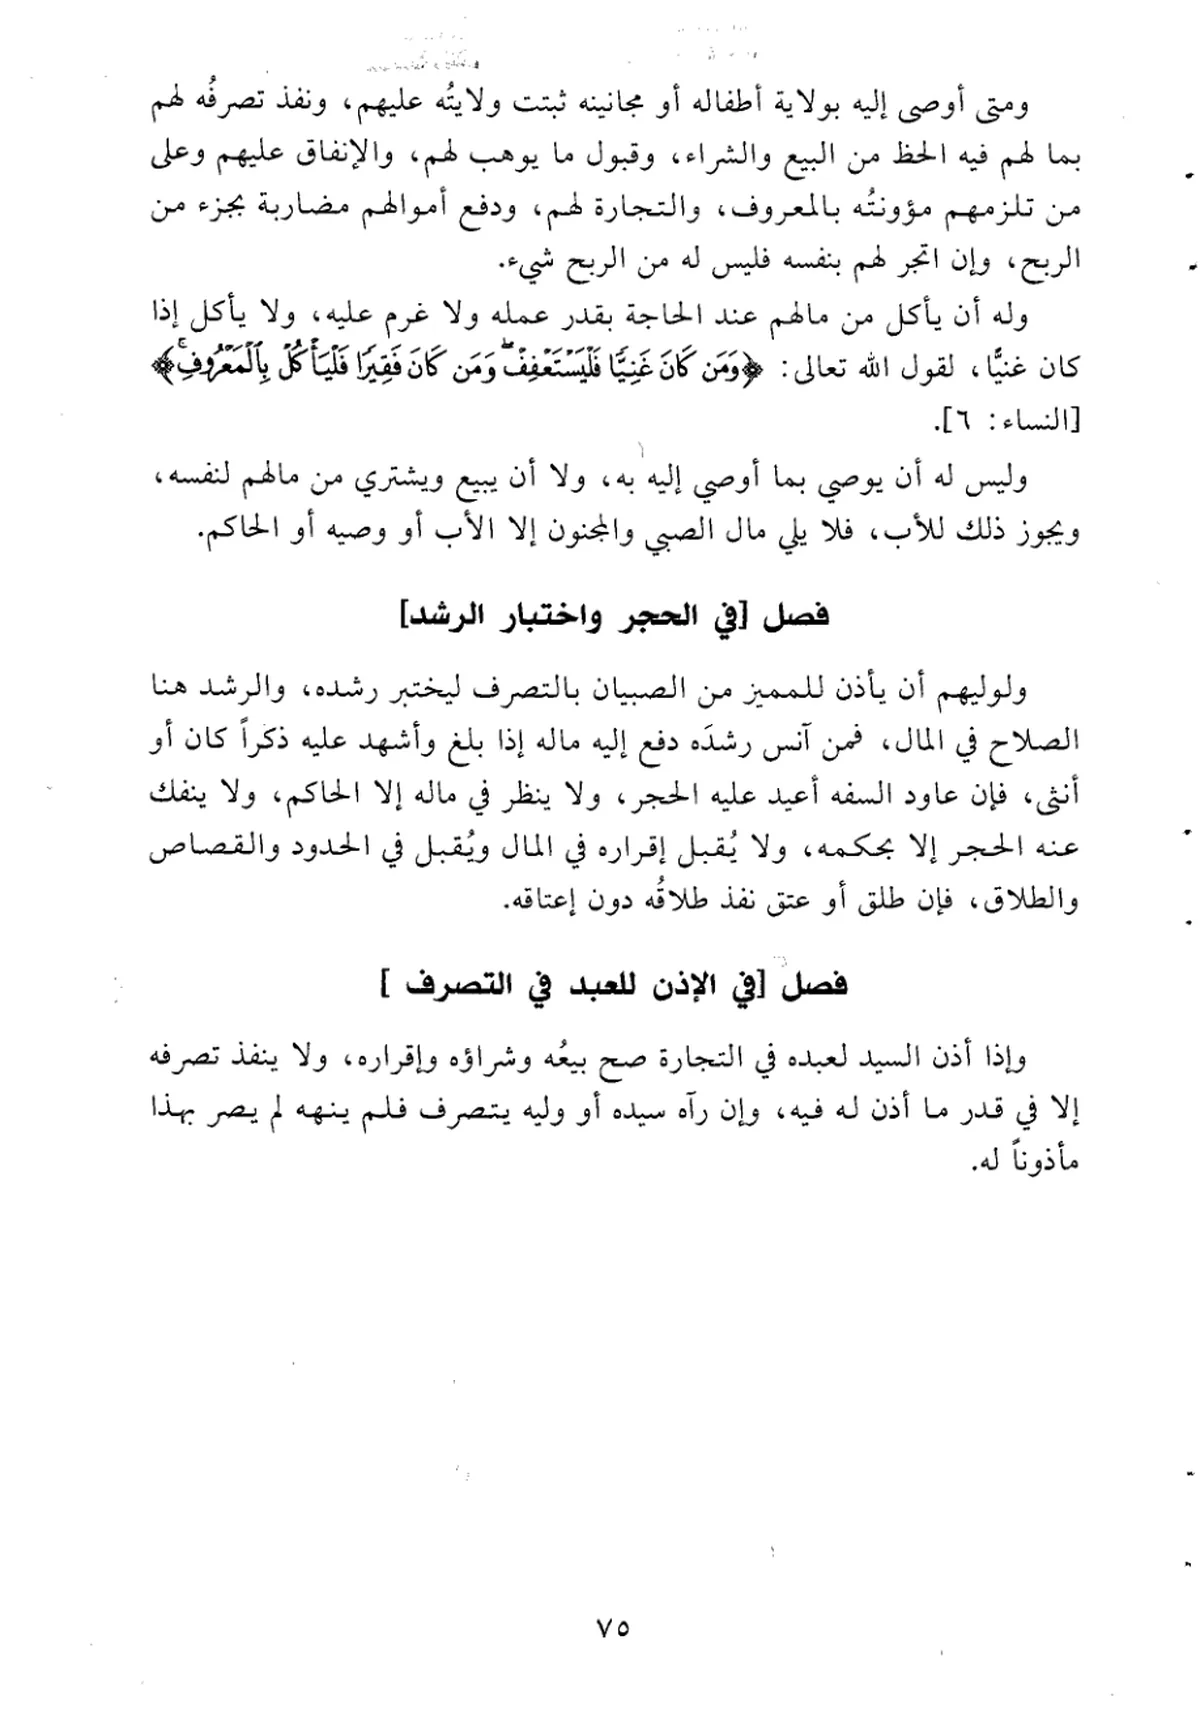 ومتى أوصى إليه بولاية أطفاله أو مجانينه ثبتت ولايتُه عليهم، ونفذ تصرفُه لهم
بما لهم فيه الحظ من البيع والشراء، وقبول ما يوهب لهم، والإنفاق عليهم وعلى
من تلزمهم مؤونتُه بالمعروف، والتجارة لهم، ودفع أموالهم مضاربة بجزء من
الربح، وإن اتجر لهم بنفسه فليس له من الربح شيء.
وله أن يأكل من مالهم عند الحاجة بقدر عمله ولا غرم عليه، ولا يأكل إذا
كان غنيًّا، لقول الله تعالى: ﴿وَمَن كَانَ غَنِيًّا فَلْيَسْتَعْفِفْ ۖ وَمَن كَانَ فَقِيرًا فَلْيَأْكُلْ بِالْمَعْرُوفِ ۚ﴾
[النساء: ٦].
وليس له أن يوصي بما أوصي إليه به، ولا أن يبيع ويشتري من مالهم لنفسه،
ويجوز ذلك للأب، فلا يلي مال الصبي والمجنون إلا الأب أو وصيه أو الحاكم.
فصل [في الحجر واختبار الرشد]
ولوليهم أن يأذن للمميز من الصبيان بالتصرف ليختبر رشده، والرشد هنا
الصلاح في المال، فمن آنس رشدَه دفع إليه ماله إذا بلغ وأشهد عليه ذكراً كان أو
أنثى، فإن عاود السفه أعيد عليه الحجر، ولا ينظر في ماله إلا الحاكم، ولا ينفك
عنه الحجر إلا بحكمه، ولا يُقبل إقراره في المال ويُقبل في الحدود والقصاص
والطلاق، فإن طلق أو عتق نفذ طلاقُه دون إعتاقه.
فصل [في الإذن للعبد في التصرف ]
وإذا أذن السيد لعبده في التجارة صح بيعُه وشراؤه وإقراره، ولا ينفذ تصرفه
إلا في قدر ما أذن له فيه، وإن رآه سيده أو وليه يتصرف فلم ينهه لم يصر بهذا
مأذوناً له.
٧٥